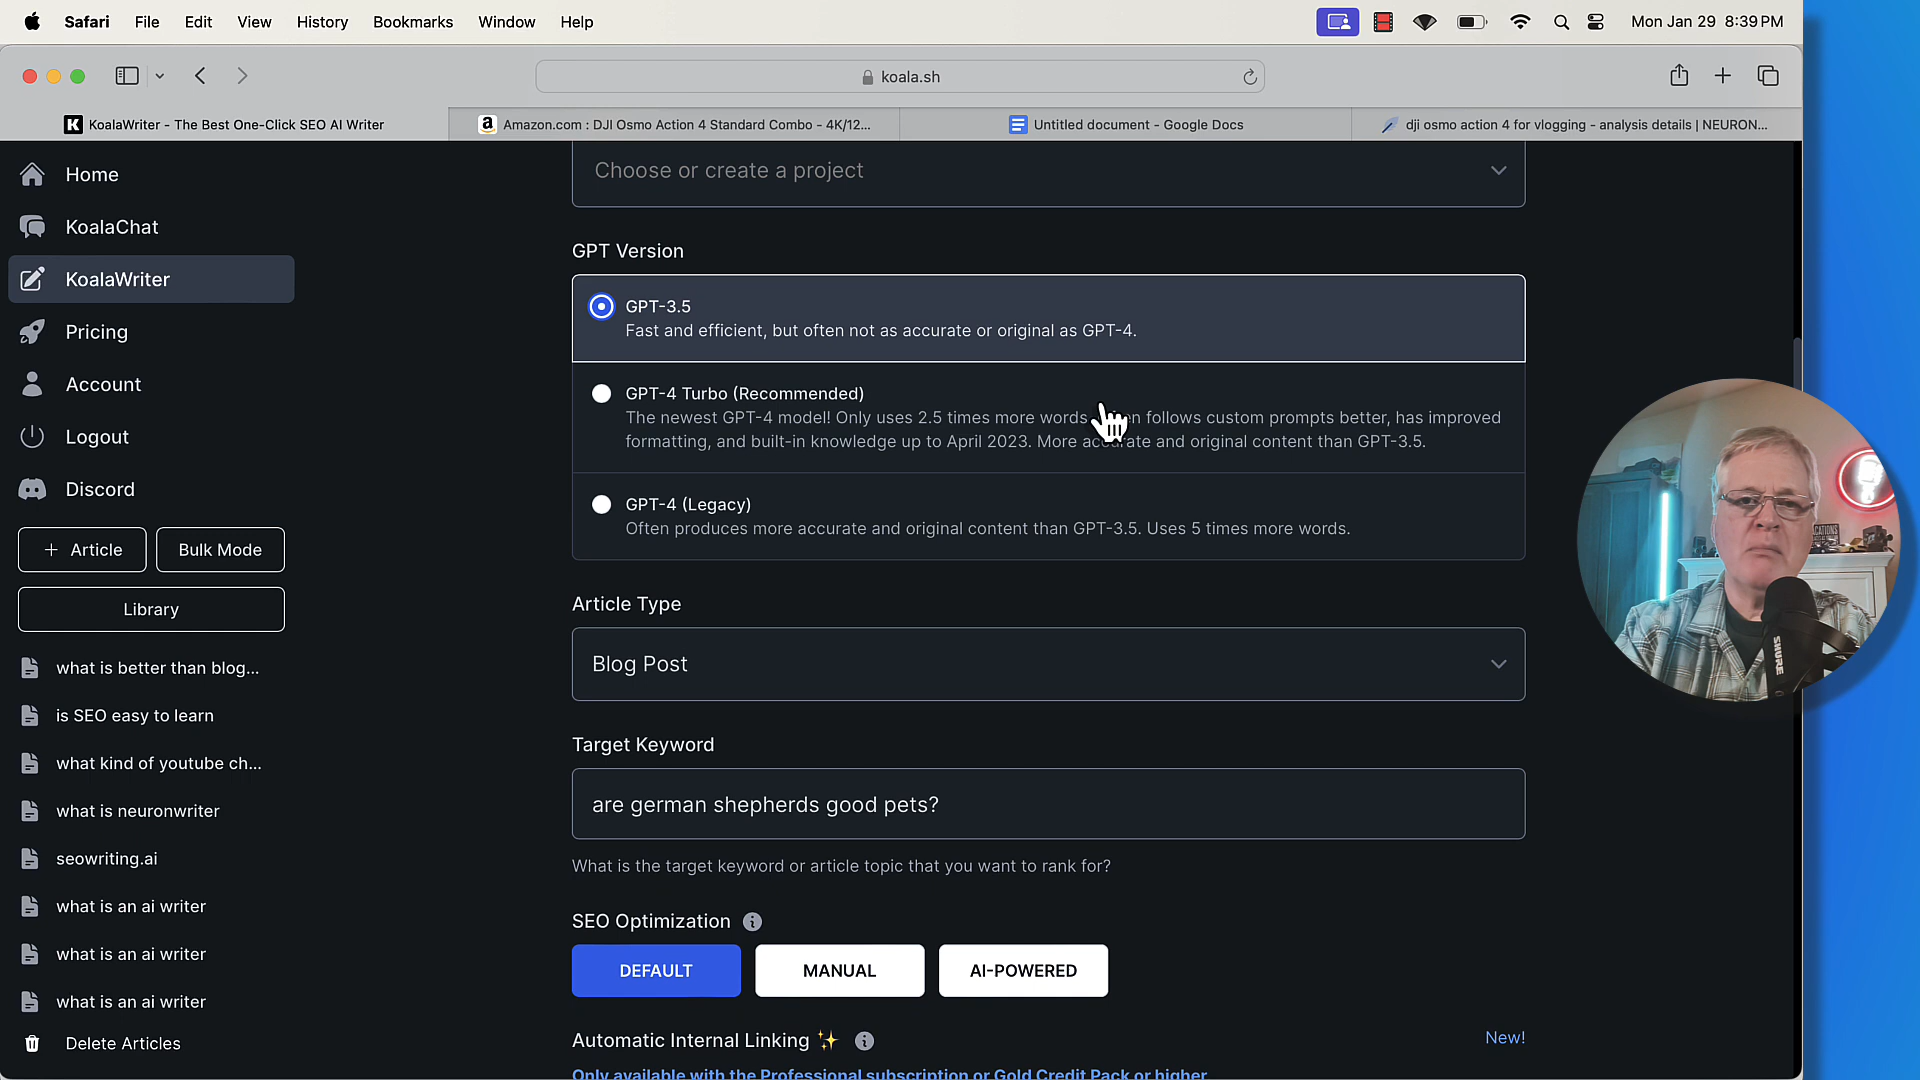 Safari File Edit View History Bookmarks Window Help
Mon Jan 29 8:39 PM
koala.sh
KoalaWriter - The Best One-Click SEO AI Writer
Amazon.com : DJI Osmo Action 4 Standard Combo - 4K/12...
Untitled document - Google Docs
dji osmo action 4 for vlogging - analysis details | NEURON...
Home
KoalaChat
KoalaWriter
Pricing
Account
Logout
Discord
+ Article
Bulk Mode
Library
what is better than blog...
is SEO easy to learn
what kind of youtube ch...
what is neuronwriter
seowriting.ai
what is an ai writer
what is an ai writer
what is an ai writer
Delete Articles
Choose or create a project
GPT Version
GPT-3.5
Fast and efficient, but often not as accurate or original as GPT-4.
GPT-4 Turbo (Recommended)
The newest GPT-4 model! Only uses 2.5 times more words, follows custom prompts better, has improved
formatting, and built-in knowledge up to April 2023. More accurate and original content than GPT-3.5.
GPT-4 (Legacy)
Often produces more accurate and original content than GPT-3.5. Uses 5 times more words.
Article Type
Blog Post
Target Keyword
are german shepherds good pets?
What is the target keyword or article topic that you want to rank for?
SEO Optimization
DEFAULT
MANUAL
AI-POWERED
Automatic Internal Linking
New!
Only available with the Professional subscription or Gold Credit Pack or higher
SHURE